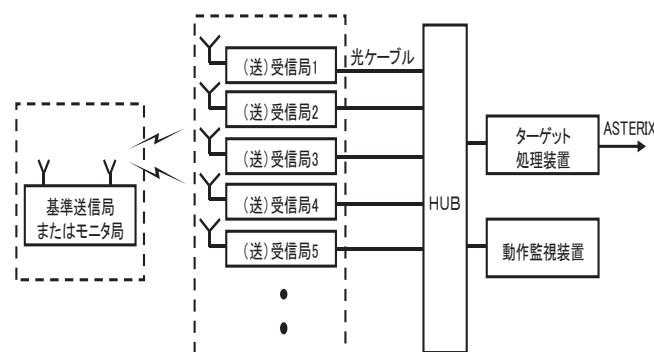 (送)受信局1
光ケーブル
(送)受信局2
(送)受信局3
(送)受信局4
(送)受信局5
基準送信局
またはモニタ局
HUB
ターゲット
処理装置
ASTERIX
動作監視装置